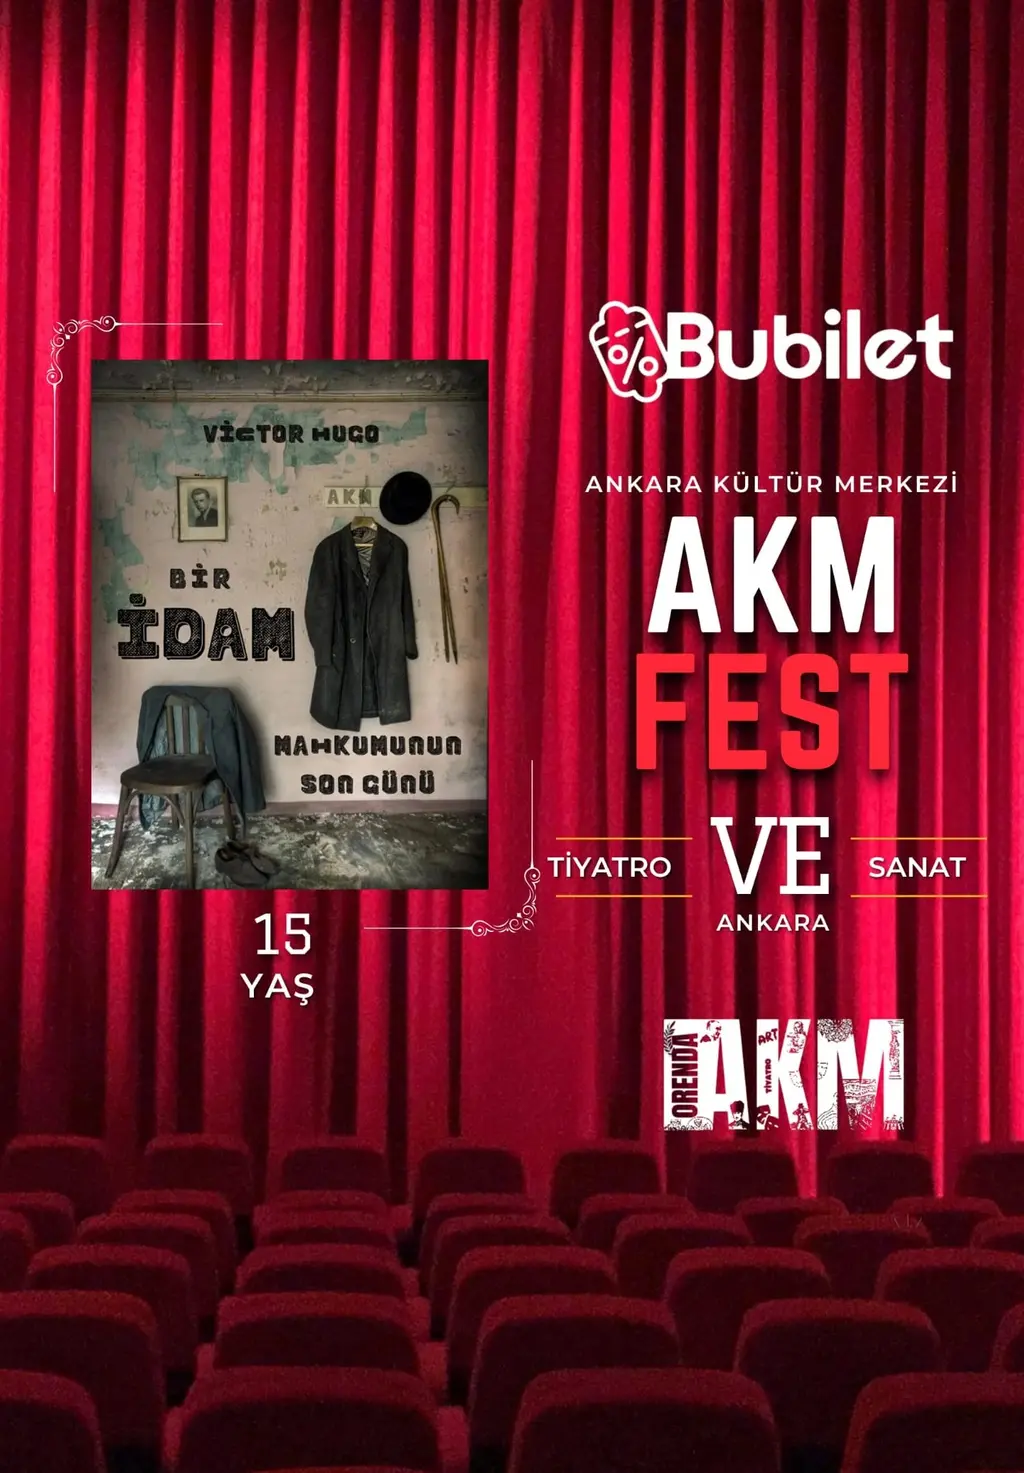 VİCTOR HUGO
AKM
BİR
İDAM
MAHKUMUNUN
SON GÜNÜ
15
YAŞ
%
Bubilet
ANKARA KÜLTÜR MERKEZİ
AKM
FEST
TİYATRO
VE
SANAT
ANKARA
ORENDA
AKM
ART
TİYATRO